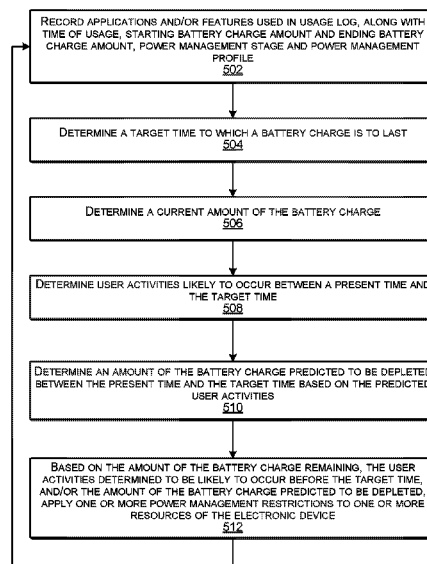 RECORD APPLICATIONS AND/OR FEATURES USED IN USAGE LOG, ALONG WITH
TIME OF USAGE, STARTING BATTERY CHARGE AMOUNT AND ENDING BATTERY
CHARGE AMOUNT, POWER MANAGEMENT STAGE AND POWER MANAGEMENT
PROFILE
502
DETERMINE A TARGET TIME TO WHICH A BATTERY CHARGE IS TO LAST
504
DETERMINE A CURRENT AMOUNT OF THE BATTERY CHARGE
506
DETERMINE USER ACTIVITIES LIKELY TO OCCUR BETWEEN A PRESENT TIME AND
THE TARGET TIME
508
DETERMINE AN AMOUNT OF THE BATTERY CHARGE PREDICTED TO BE DEPLETED
BETWEEN THE PRESENT TIME AND THE TARGET TIME BASED ON THE PREDICTED
USER ACTIVITIES
510
BASED ON THE AMOUNT OF THE BATTERY CHARGE REMAINING, THE USER
ACTIVITIES DETERMINED TO BE LIKELY TO OCCUR BEFORE THE TARGET TIME,
AND/OR THE AMOUNT OF THE BATTERY CHARGE PREDICTED TO BE DEPLETED,
APPLY ONE OR MORE POWER MANAGEMENT RESTRICTIONS TO ONE OR MORE
RESOURCES OF THE ELECTRONIC DEVICE
512